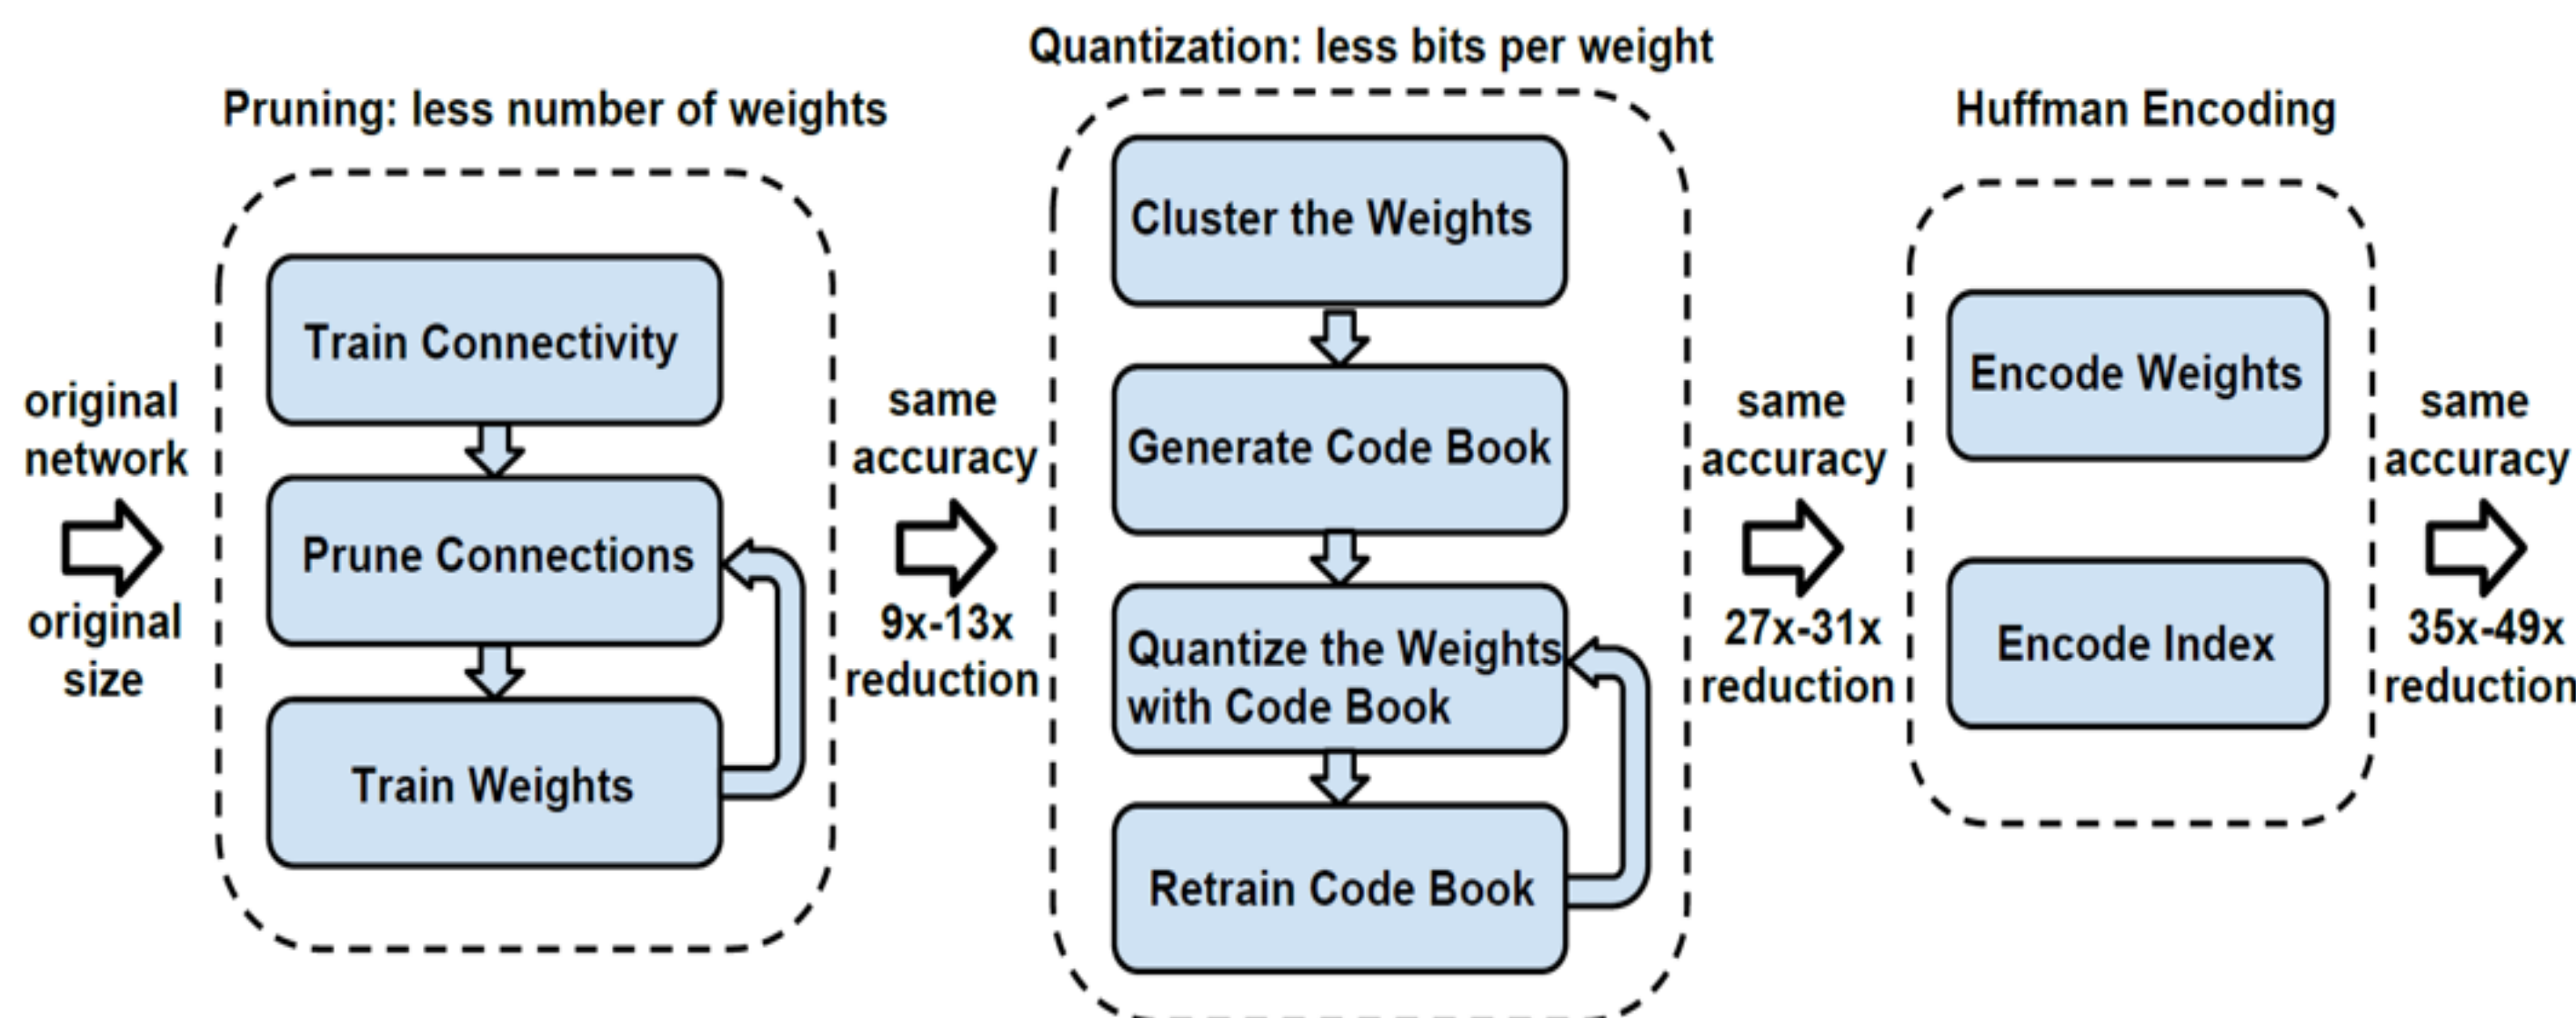 Quantization: less bits per weight
Pruning: less number of weights
Huffman Encoding
original
network
original
size
Train Connectivity
Prune Connections
Train Weights
same
accuracy
9x-13x
reduction
Cluster the Weights
Generate Code Book
Quantize the Weights
with Code Book
Retrain Code Book
same
accuracy
27x-31x
reduction
Encode Weights
Encode Index
same
accuracy
35x-49x
reduction